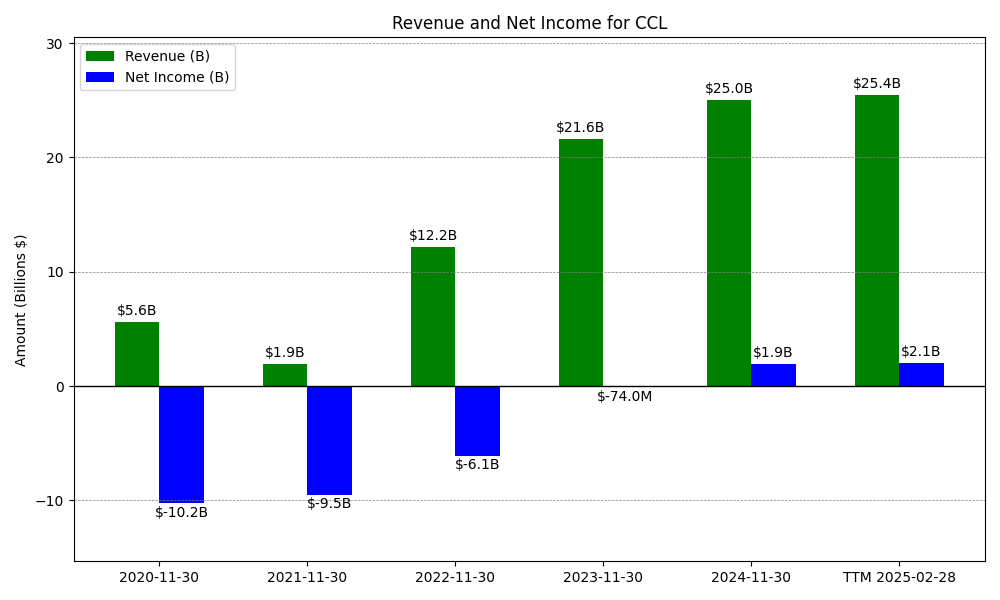 Revenue and Net Income for CCL
Revenue (B)
Net Income (B)
Amount (Billions $)
30
20
10
0
−10
$5.6B
$-10.2B
$1.9B
$-9.5B
$12.2B
$-6.1B
$21.6B
$-74.0M
$25.0B
$1.9B
$25.4B
$2.1B
2020-11-30
2021-11-30
2022-11-30
2023-11-30
2024-11-30
TTM 2025-02-28